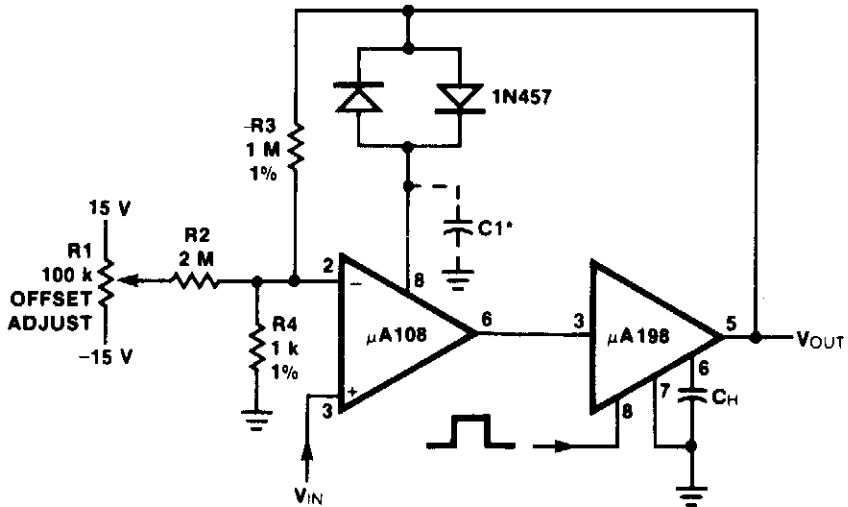 1N457
R3
1 M
1%
15 V
R1
100 k
OFFSET
ADJUST
-15 V
R2
2 M
R4
1 k
1%
C1*
2
−
8
μA108
6
+
3
VIN
3
μA198
5
VOUT
6
7
8
CH